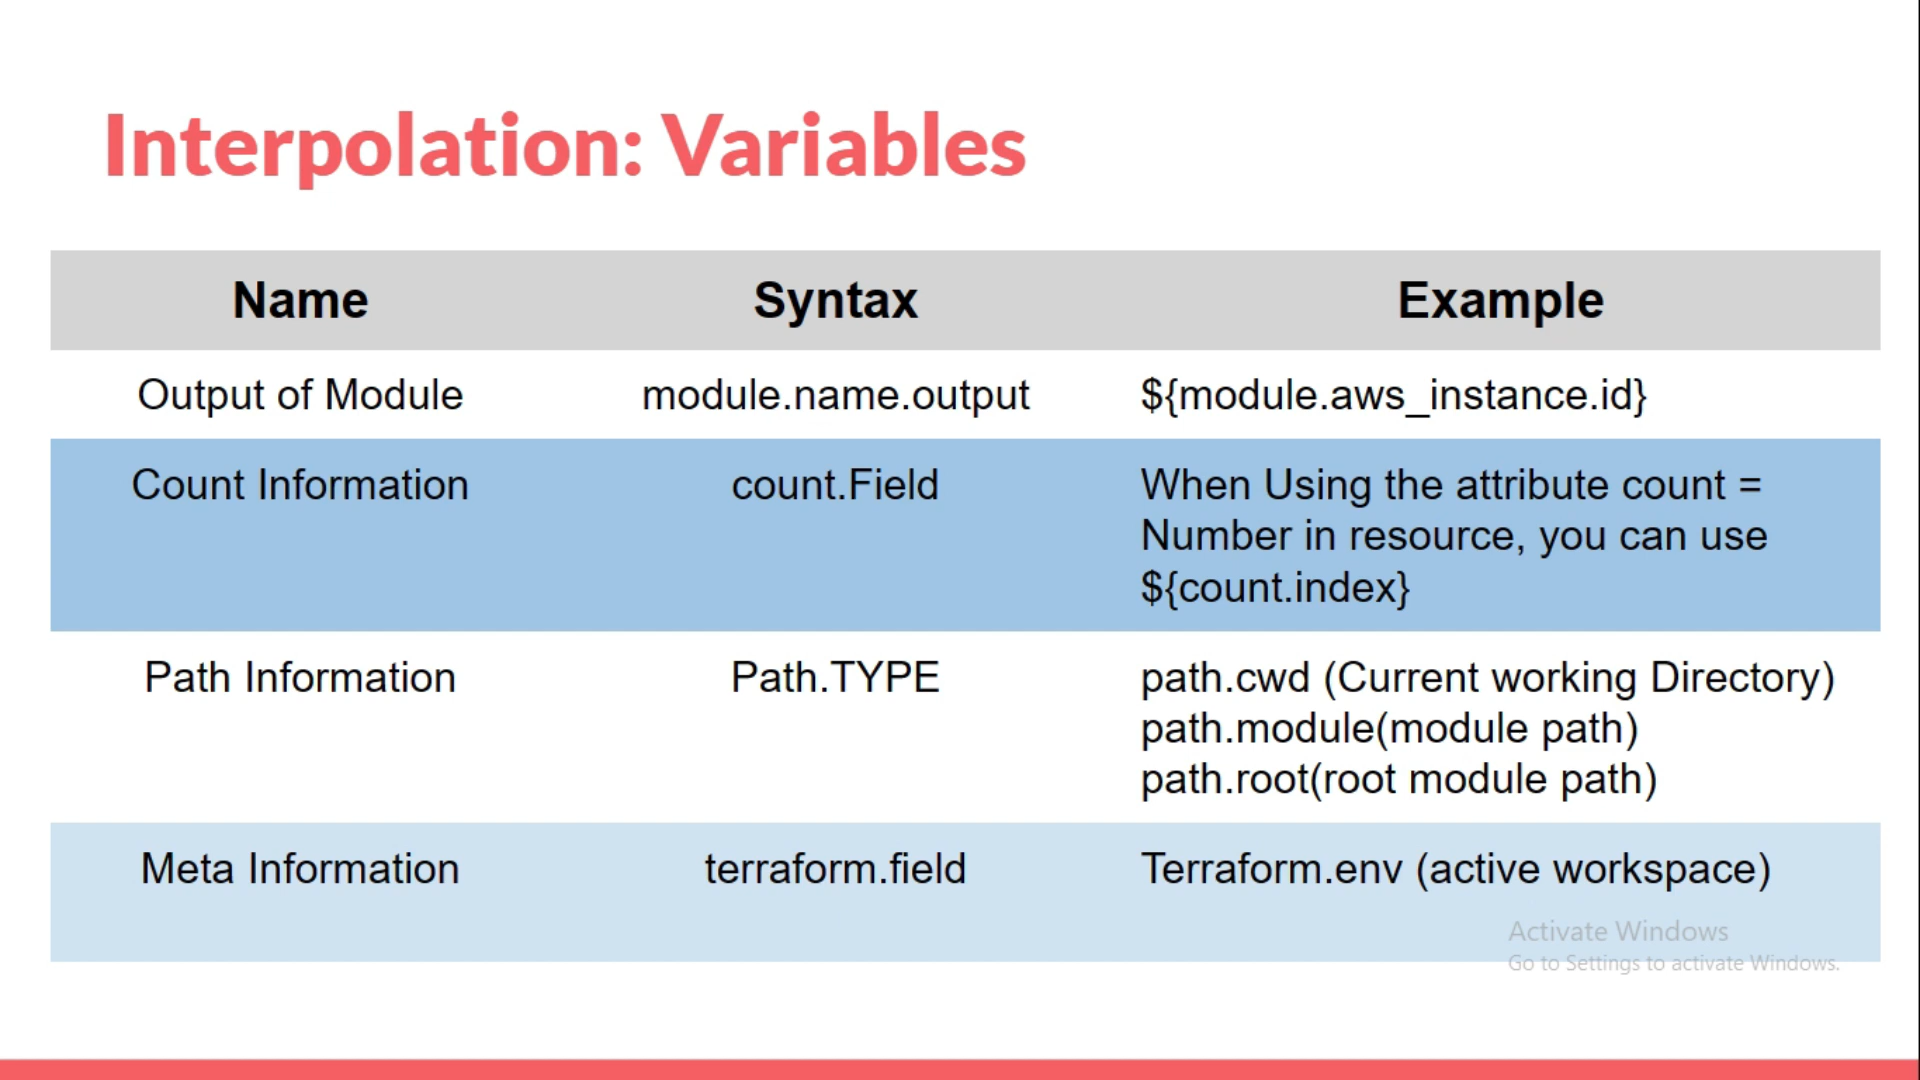 Interpolation: Variables
Name Syntax Example
Output of Module module.name.output ${module.aws_instance.id}
Count Information count.Field When Using the attribute count =
Number in resource, you can use
${count.index}
Path Information Path.TYPE path.cwd (Current working Directory)
path.module(module path)
path.root(root module path)
Meta Information terraform.field Terraform.env (active workspace)
Activate Windows
Go to Settings to activate Windows.